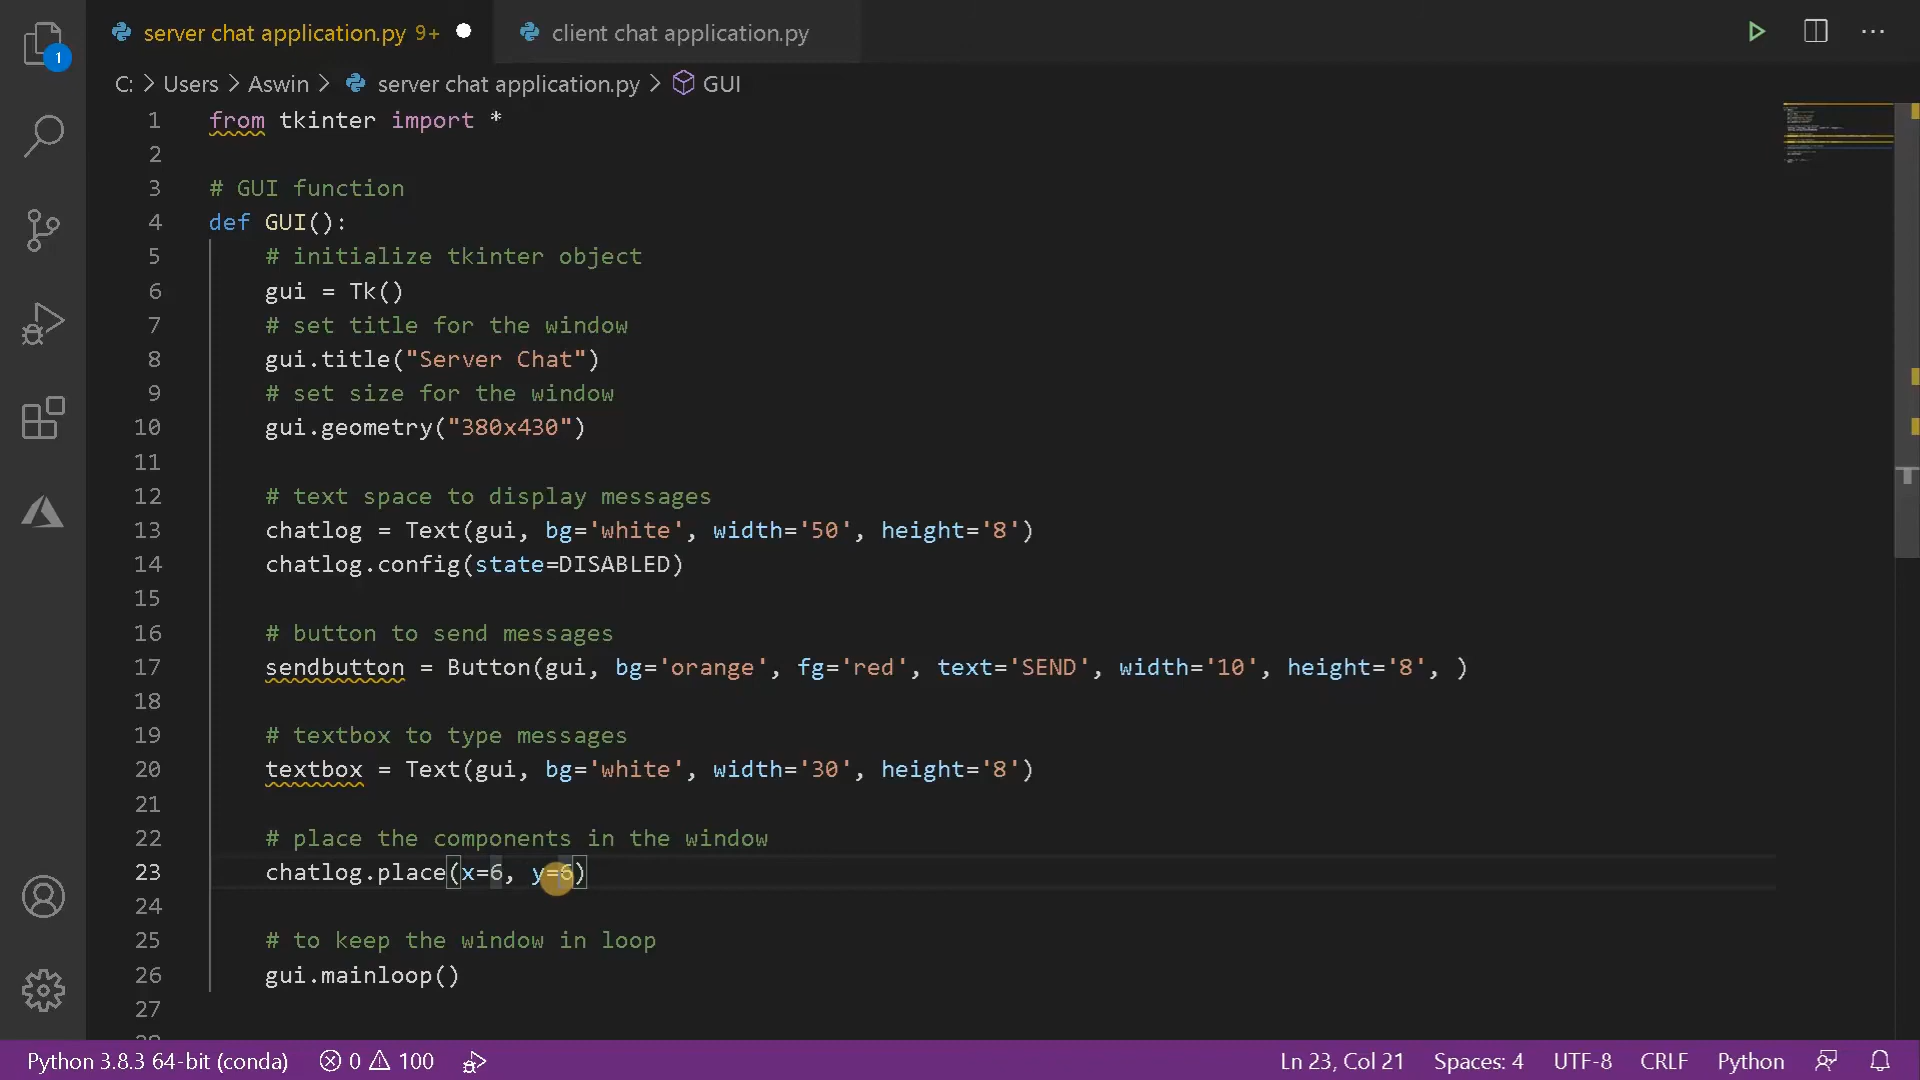 server chat application.py 9+ client chat application.py
1
C: > Users > Aswin > server chat application.py > GUI
1 from tkinter import *
2
3 # GUI function
4 def GUI():
5 # initialize tkinter object
6 gui = Tk()
7 # set title for the window
8 gui.title("Server Chat")
9 # set size for the window
10 gui.geometry("380x430")
11
12 # text space to display messages
13 chatlog = Text(gui, bg='white', width='50', height='8')
14 chatlog.config(state=DISABLED)
15
16 # button to send messages
17 sendbutton = Button(gui, bg='orange', fg='red', text='SEND', width='10', height='8', )
18
19 # textbox to type messages
20 textbox = Text(gui, bg='white', width='30', height='8')
21
22 # place the components in the window
23 chatlog.place(x=6, y=6)
24
25 # to keep the window in loop
26 gui.mainloop()
27
Python 3.8.3 64-bit (conda) 0 100 Ln 23, Col 21 Spaces: 4 UTF-8 CRLF Python